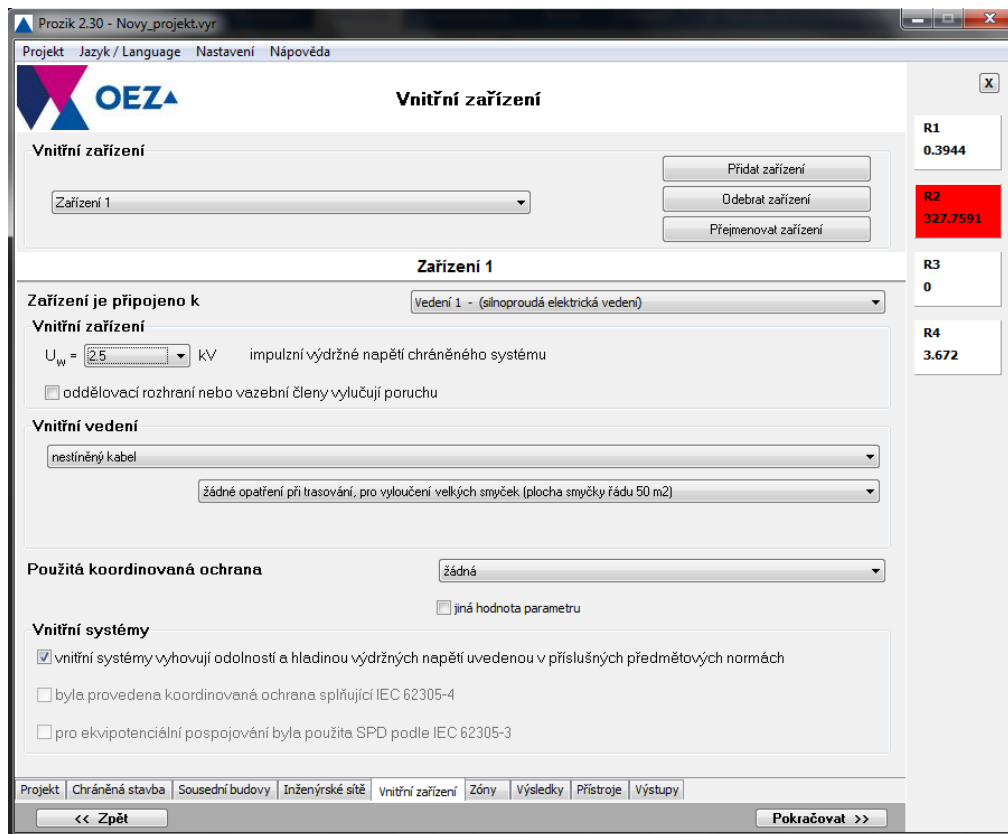 Prozik 2.30 - Novy_projekt.vyr
Projekt Jazyk / Language Nastavení Nápověda
OEZ
Vnitřní zařízení
X
Vnitřní zařízení
Zařízení 1
Přidat zařízení
Odebrat zařízení
Přejmenovat zařízení
R1
0.3944
R2
327.7591
R3
0
R4
3.672
Zařízení 1
Zařízení je připojeno k Vedení 1 - (silnoproudá elektrická vedení)
Vnitřní zařízení
Uw = 2.5 kV impulzní výdržné napětí chráněného systému
oddělovací rozhraní nebo vazební členy vylučují poruchu
Vnitřní vedení
nestíněný kabel
žádné opatření při trasování, pro vyloučení velkých smyček (plocha smyčky řádu 50 m2)
Použitá koordinovaná ochrana žádná
jiná hodnota parametru
Vnitřní systémy
vnitřní systémy vyhovují odolností a hladinou výdržných napětí uvedenou v příslušných předmětových normách
byla provedena koordinovaná ochrana splňující IEC 62305-4
pro ekvipotenciální pospojování byla použita SPD podle IEC 62305-3
Projekt Chráněná stavba Sousední budovy Inženýrské sítě Vnitřní zařízení Zóny Výsledky Přístroje Výstupy
<< Zpět Pokračovat >>